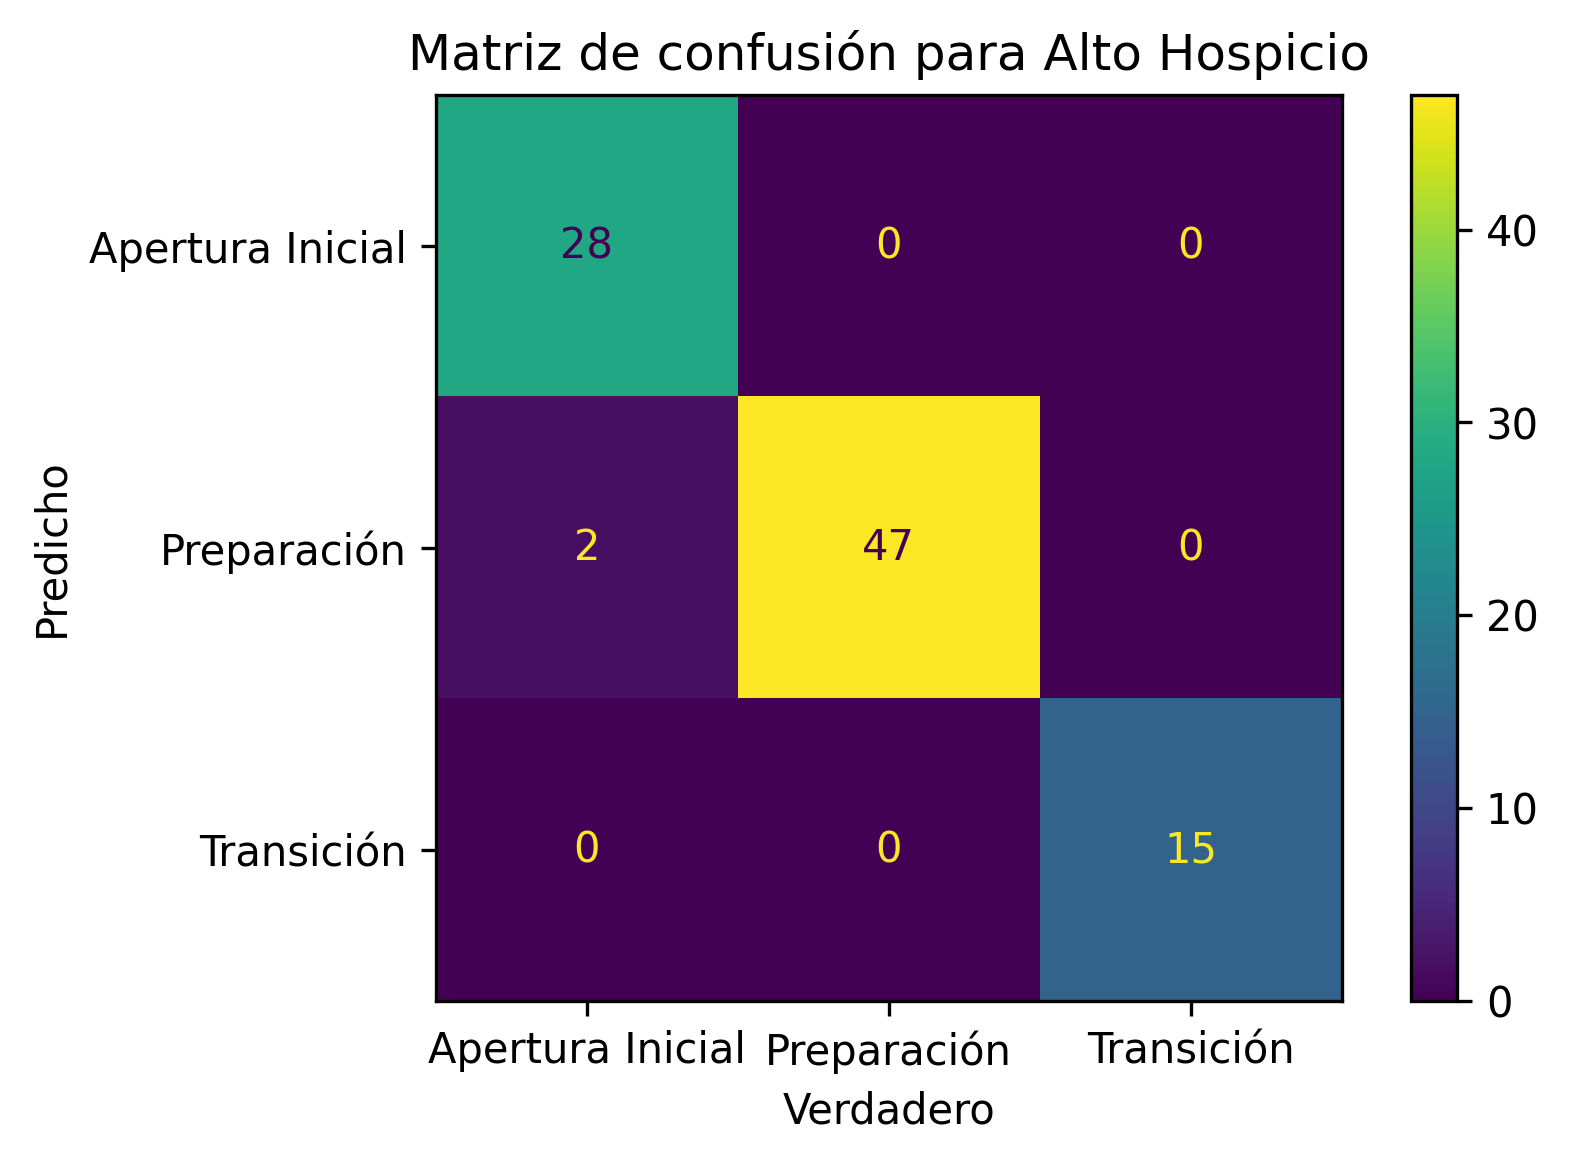 Matriz de confusión para Alto Hospicio
Predicho
Apertura Inicial
28 0 0
Preparación
2 47 0
Transición
0 0 15
Apertura Inicial Preparación Transición
Verdadero
40
30
20
10
0